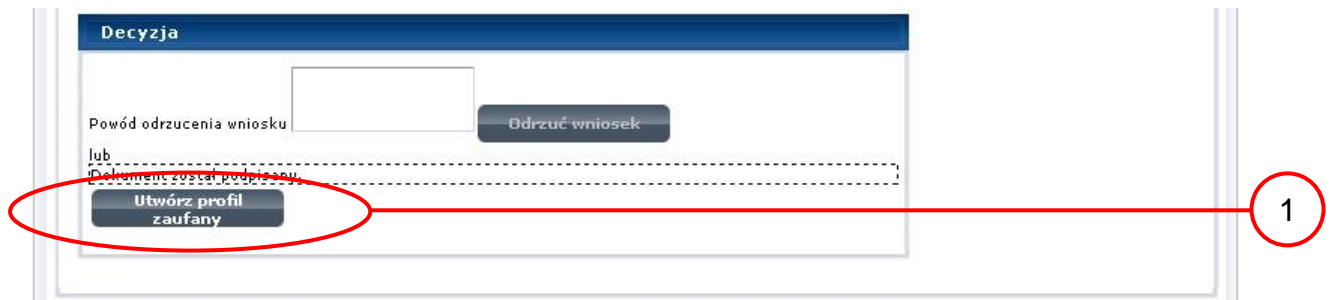 Decyzja
Powód odrzucenia wniosku
Odrzuć wniosek
lub
Dokument został podpisany.
Utwórz profil
zaufany
1